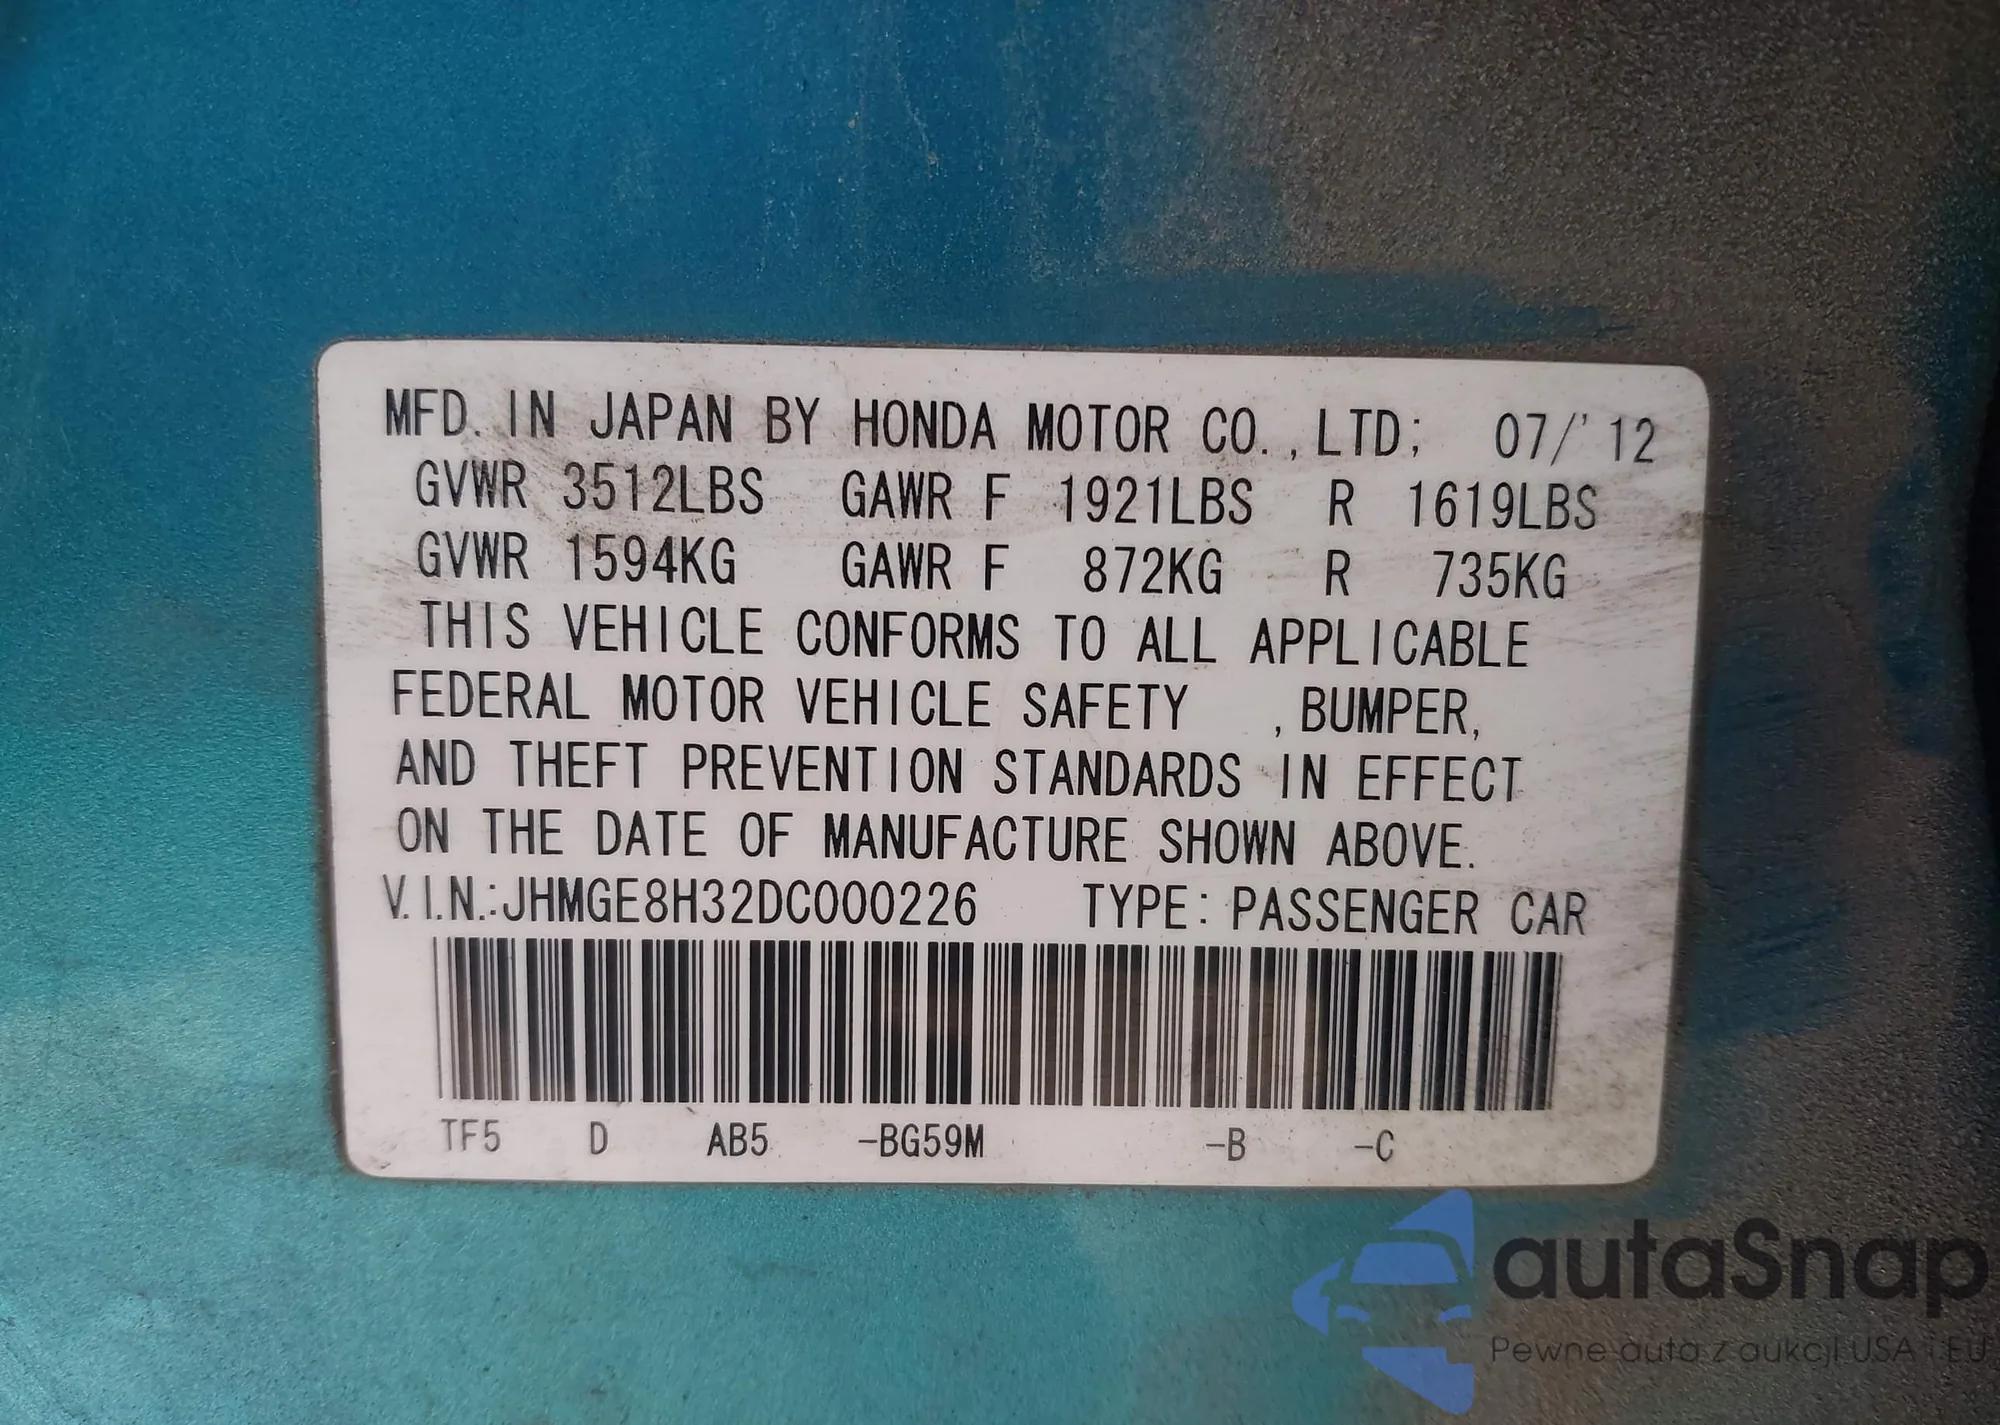 MFD. IN JAPAN BY HONDA MOTOR CO.,LTD; 07/'12
GVWR 3512LBS GAWR F 1921LBS R 1619LBS
GVWR 1594KG GAWR F 872KG R 735KG
THIS VEHICLE CONFORMS TO ALL APPLICABLE
FEDERAL MOTOR VEHICLE SAFETY ,BUMPER,
AND THEFT PREVENTION STANDARDS IN EFFECT
ON THE DATE OF MANUFACTURE SHOWN ABOVE.
V.I.N.:JHMGE8H32DC000226 TYPE: PASSENGER CAR
TF5 D AB5 -BG59M -B -C
autaSnap
Pewne auta z aukcji USA i EU